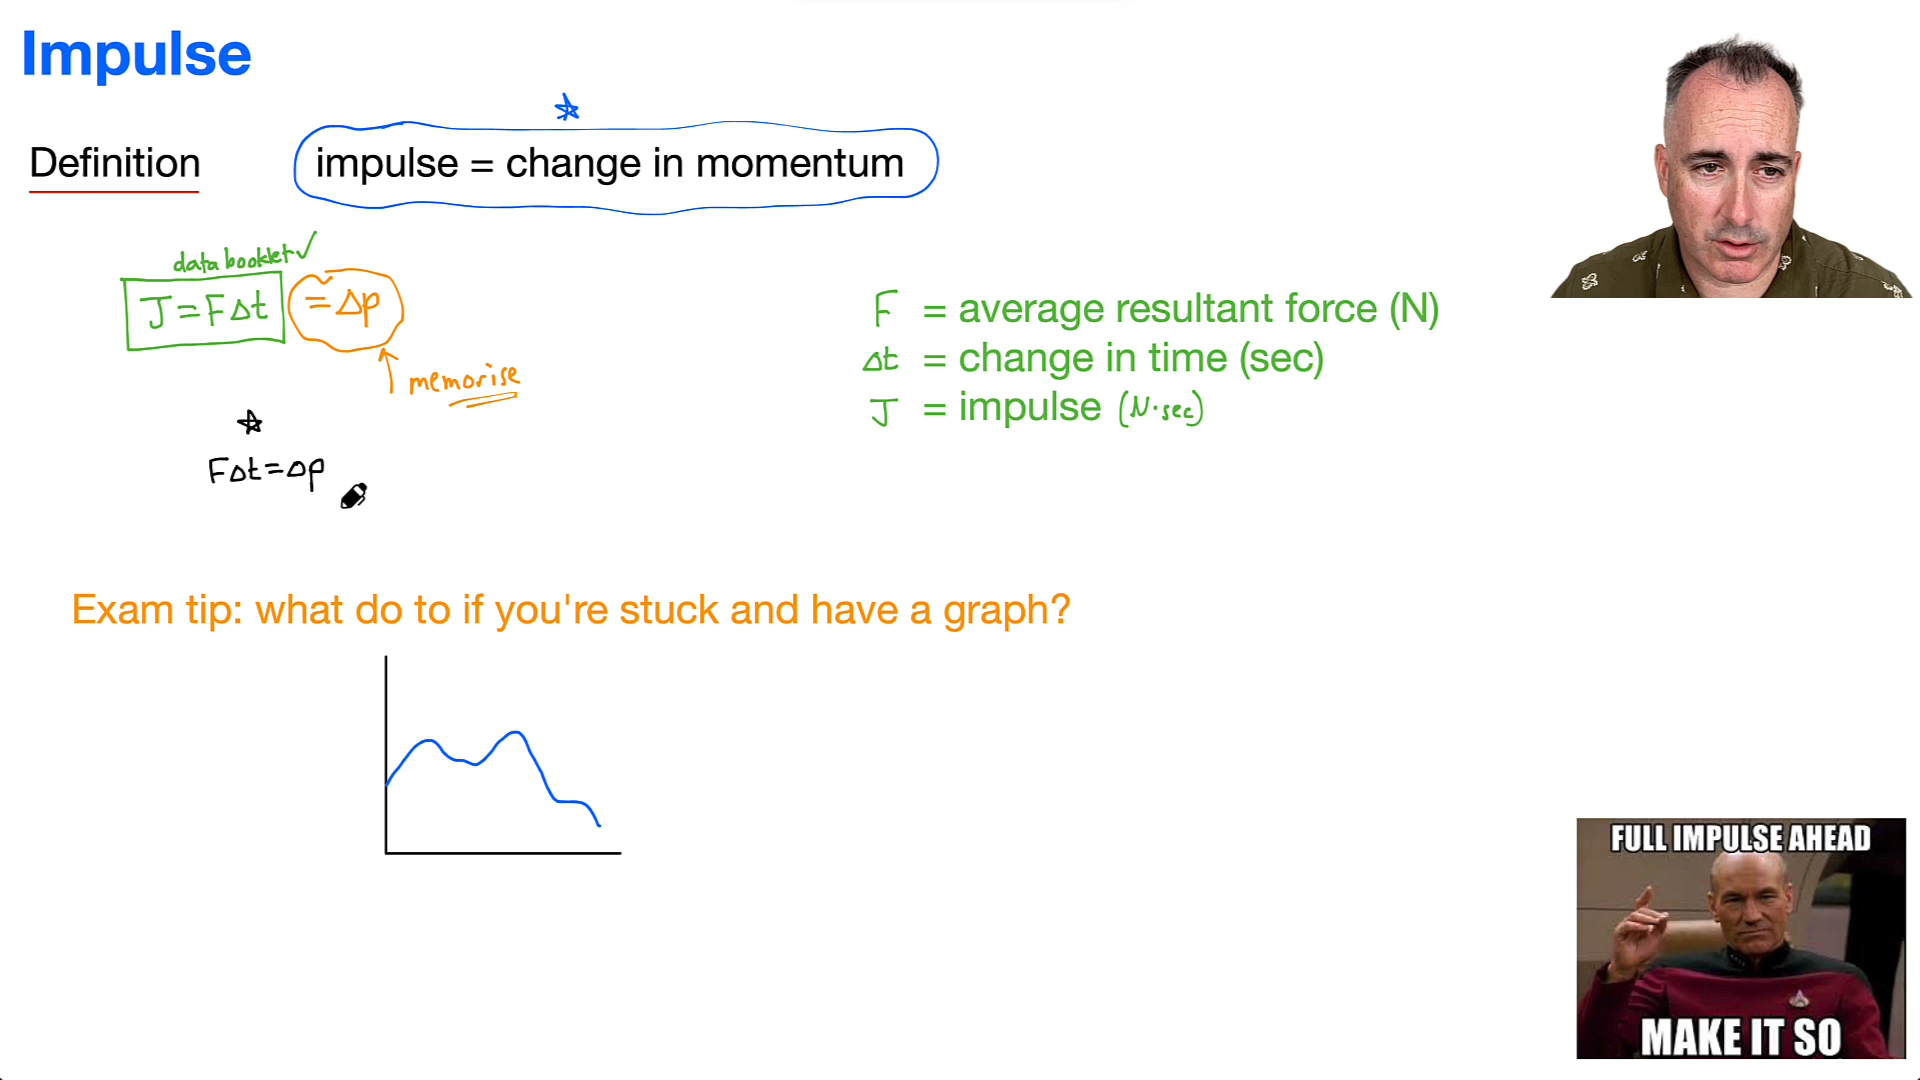 Impulse
Definition
impulse = change in momentum
data booklet✓
J = FΔt = Δp
memorise
FΔt = Δp
F = average resultant force (N)
Δt = change in time (sec)
J = impulse (N·sec)
Exam tip: what do to if you're stuck and have a graph?
FULL IMPULSE AHEAD
MAKE IT SO